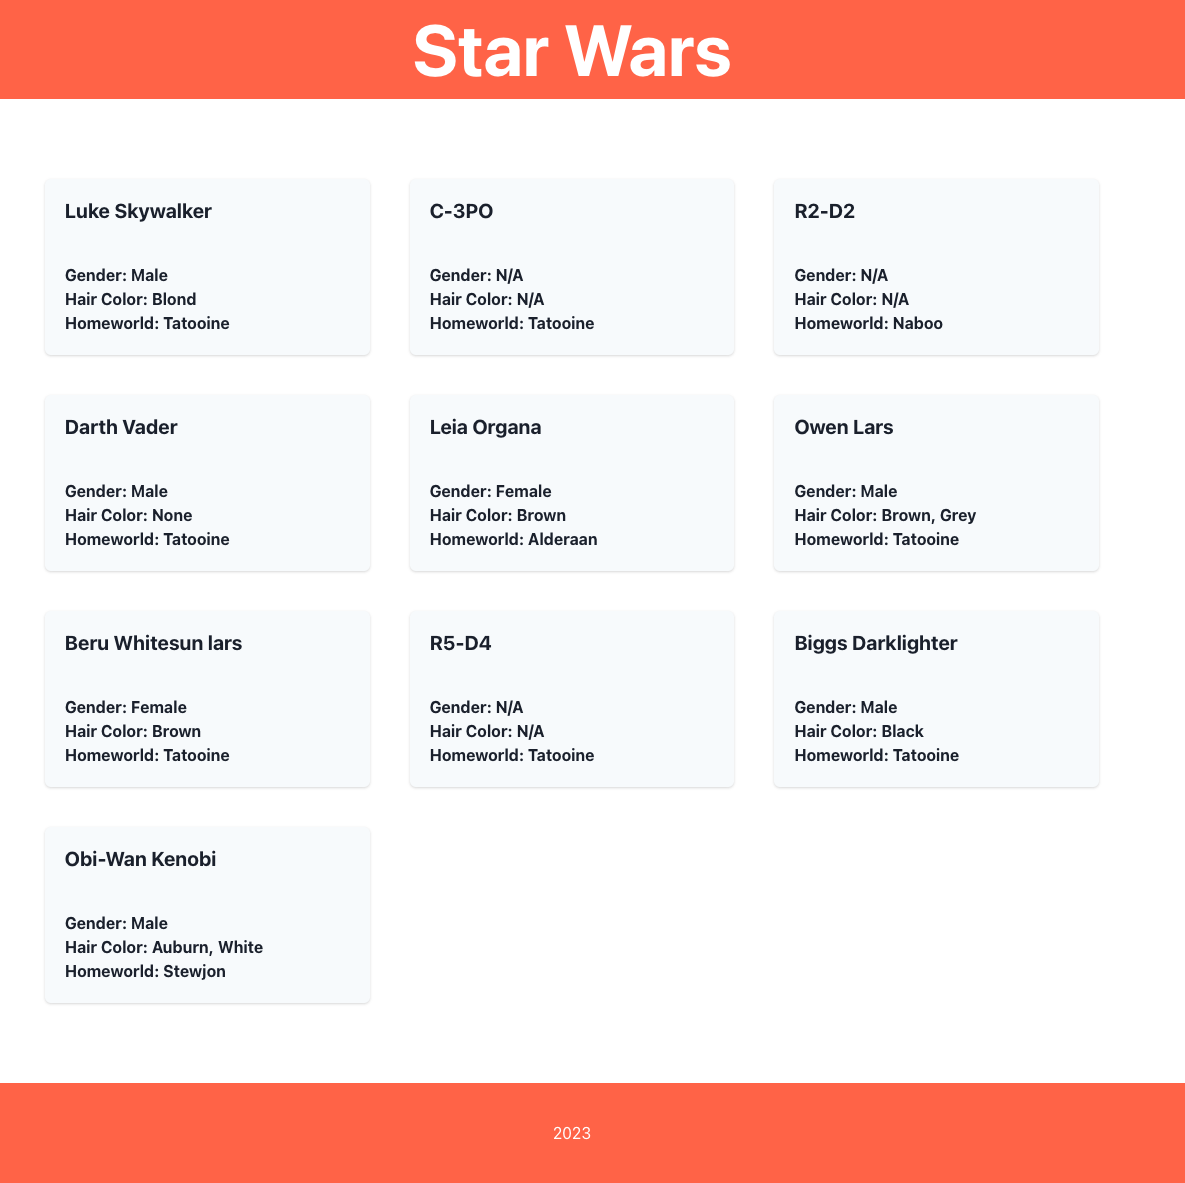 Star Wars
Luke Skywalker
Gender: Male
Hair Color: Blond
Homeworld: Tatooine
C-3PO
Gender: N/A
Hair Color: N/A
Homeworld: Tatooine
R2-D2
Gender: N/A
Hair Color: N/A
Homeworld: Naboo
Darth Vader
Gender: Male
Hair Color: None
Homeworld: Tatooine
Leia Organa
Gender: Female
Hair Color: Brown
Homeworld: Alderaan
Owen Lars
Gender: Male
Hair Color: Brown, Grey
Homeworld: Tatooine
Beru Whitesun lars
Gender: Female
Hair Color: Brown
Homeworld: Tatooine
R5-D4
Gender: N/A
Hair Color: N/A
Homeworld: Tatooine
Biggs Darklighter
Gender: Male
Hair Color: Black
Homeworld: Tatooine
Obi-Wan Kenobi
Gender: Male
Hair Color: Auburn, White
Homeworld: Stewjon
2023